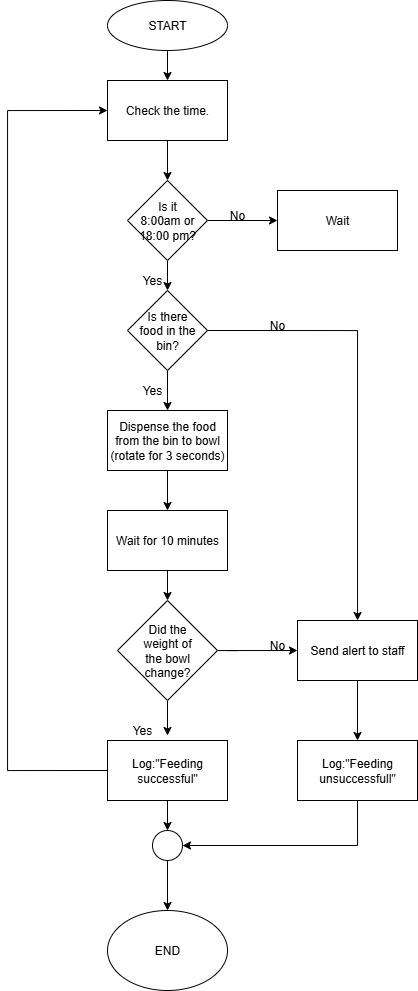 START
Check the time.
Is it
8:00am or
18:00 pm?
No
Wait
Yes
Is there
food in the
bin?
No
Yes
Dispense the food
from the bin to bowl
(rotate for 3 seconds)
Wait for 10 minutes
Did the
weight of
the bowl
change?
No
Send alert to staff
Yes
Log:"Feeding
successful"
Log:"Feeding
unsuccessfull"
END